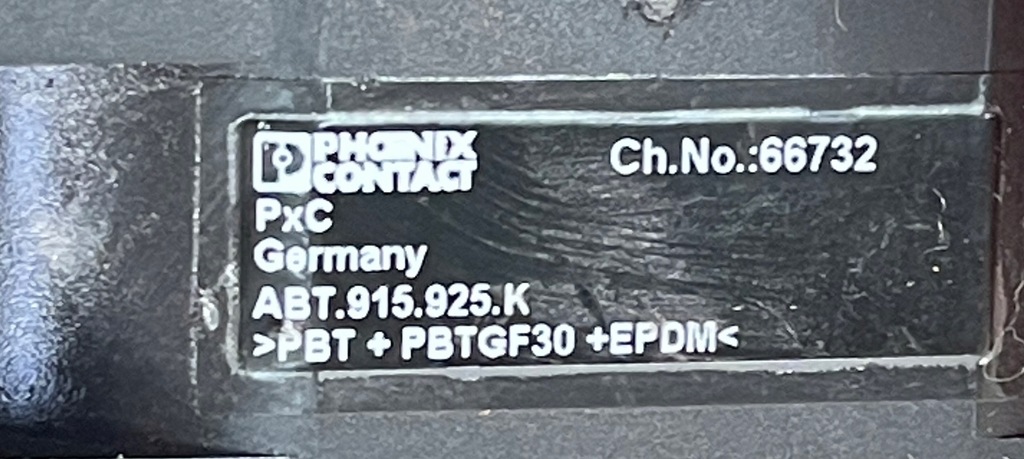 PHOENIX
CONTACT
Ch.No.:66732
PxC
Germany
ABT.915.925.K
>PBT + PBTGF30 +EPDM<